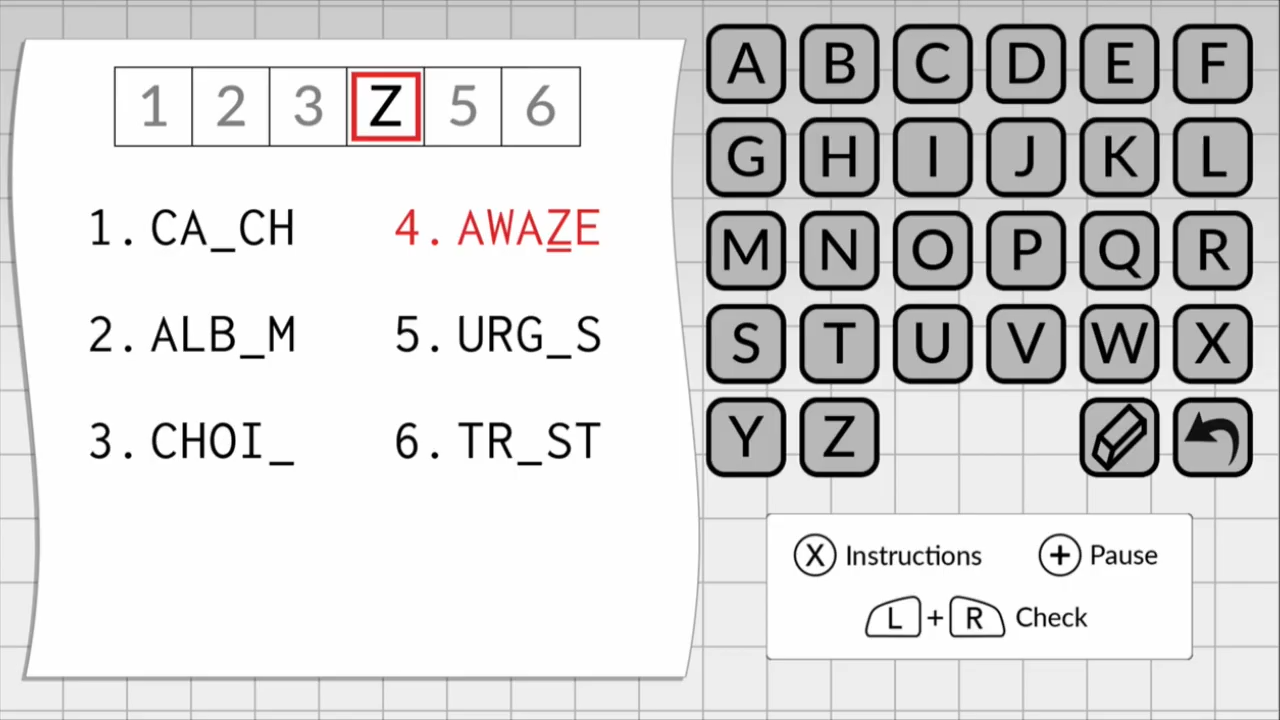 1 2 3 Z 5 6
1. CA_CH
2. ALB_M
3. CHOI_
4. AWAZE
5. URG_S
6. TR_ST
A B C D E F
G H I J K L
M N O P Q R
S T U V W X
Y Z
X Instructions
+ Pause
L + R Check